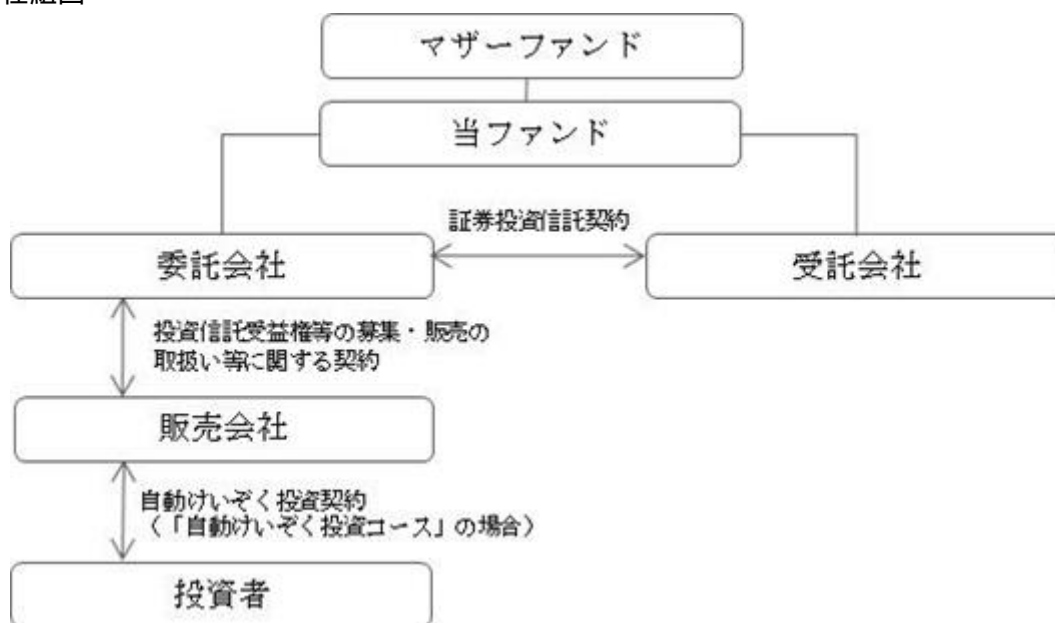 仕組図
マザーファンド
当ファンド
証券投資信託契約
委託会社
受託会社
投資信託受益権等の募集・販売の
取扱い等に関する契約
販売会社
自動けいぞく投資契約
（「自動けいぞく投資コース」の場合）
投資者